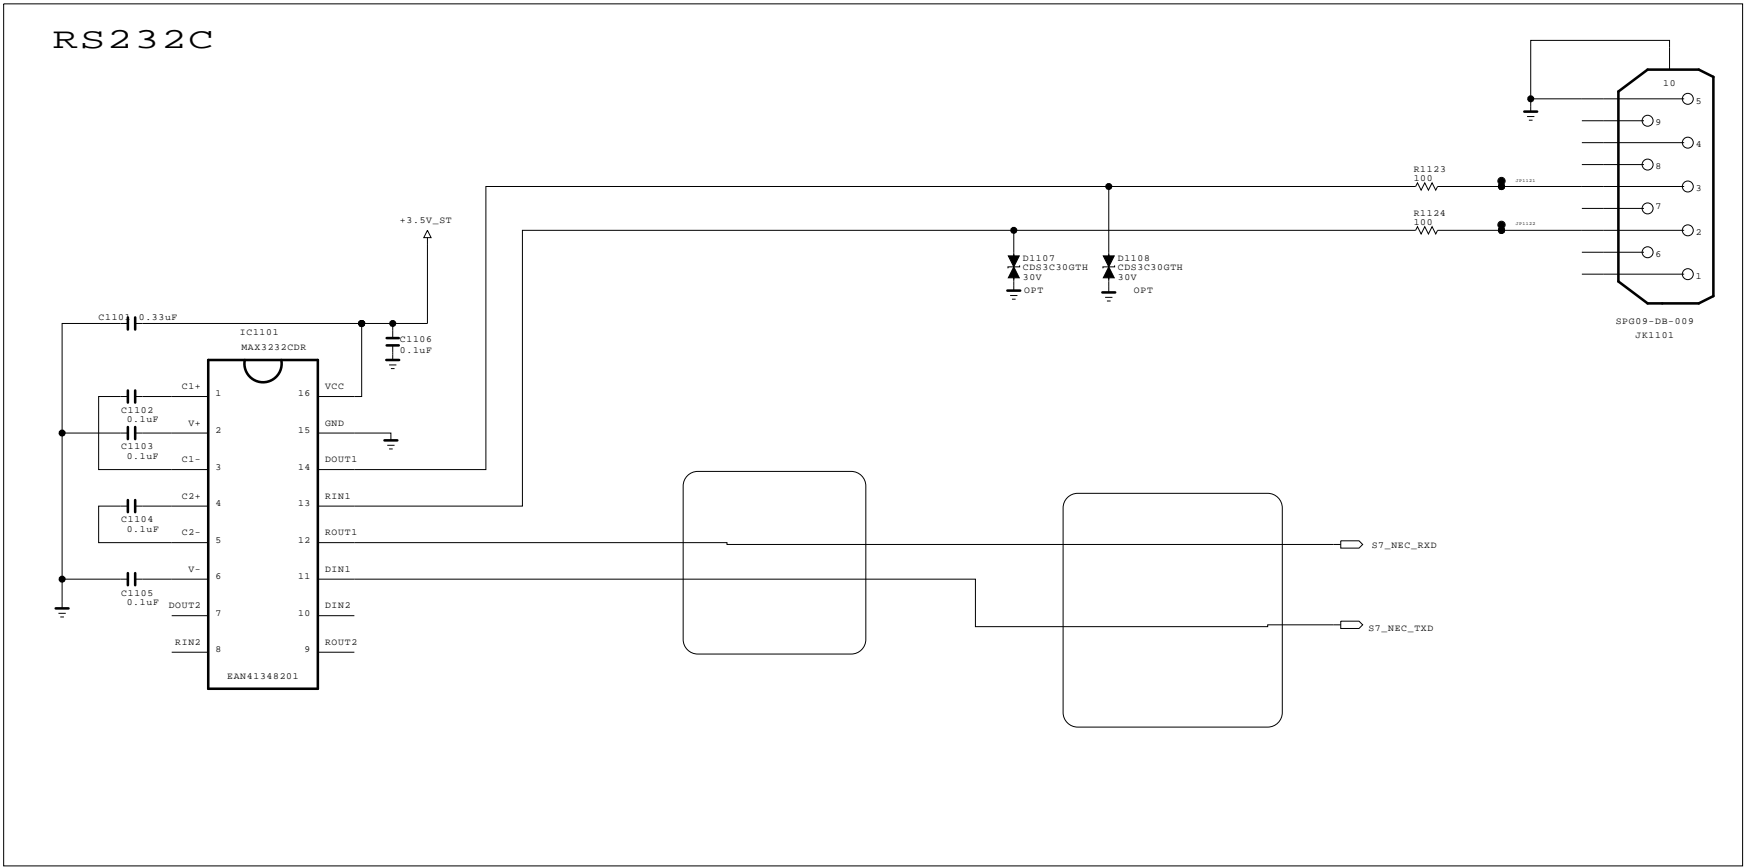 RS232C
10
5
9
4
8
R1123
100
JP1121
3
7
R1124
100
JP1122
2
6
1
SPG09-DB-009
JK1101
+3.5V_ST
D1107
CDS3C30GTH
30V
OPT
D1108
CDS3C30GTH
30V
OPT
C1101 0.33uF
C1106
0.1uF
IC1101
MAX3232CDR
C1+ 1 16 VCC
C1102
0.1uF
V+ 2 15 GND
C1103
0.1uF
C1- 3 14 DOUT1
C2+ 4 13 RIN1
C1104
0.1uF
C2- 5 12 ROUT1
V- 6 11 DIN1
C1105
0.1uF
DOUT2 7 10 DIN2
RIN2 8 9 ROUT2
EAN41348201
S7_NEC_RXD
S7_NEC_TXD